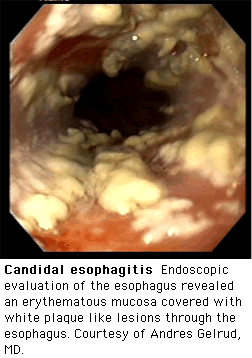 Candidal esophagitis Endoscopic
evaluation of the esophagus revealed
an erythematous mucosa covered with
white plaque like lesions through the
esophagus. Courtesy of Andres Gelrud,
MD.